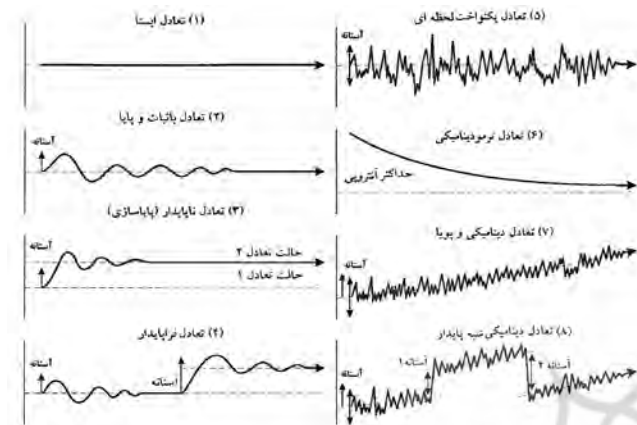 (۱) تعادل ایستا
(۲) تعادل باثبات و پایا
آستانه
(۳) تعادل ناپایدار (پایاسازی)
آستانه
حالت تعادل ۲
حالت تعادل ۱
(۴) تعادل فراپایدار
آستانه
آستانه
(۵) تعادل یکنواخت لحظه ای
آستانه
(۶) تعادل ترمودینامیکی
حداکثر آنتروپی
(۷) تعادل دینامیکی و پویا
آستانه
(۸) تعادل دینامیکی شبه پایدار
آستانه
آستانه ۱
آستانه ۲